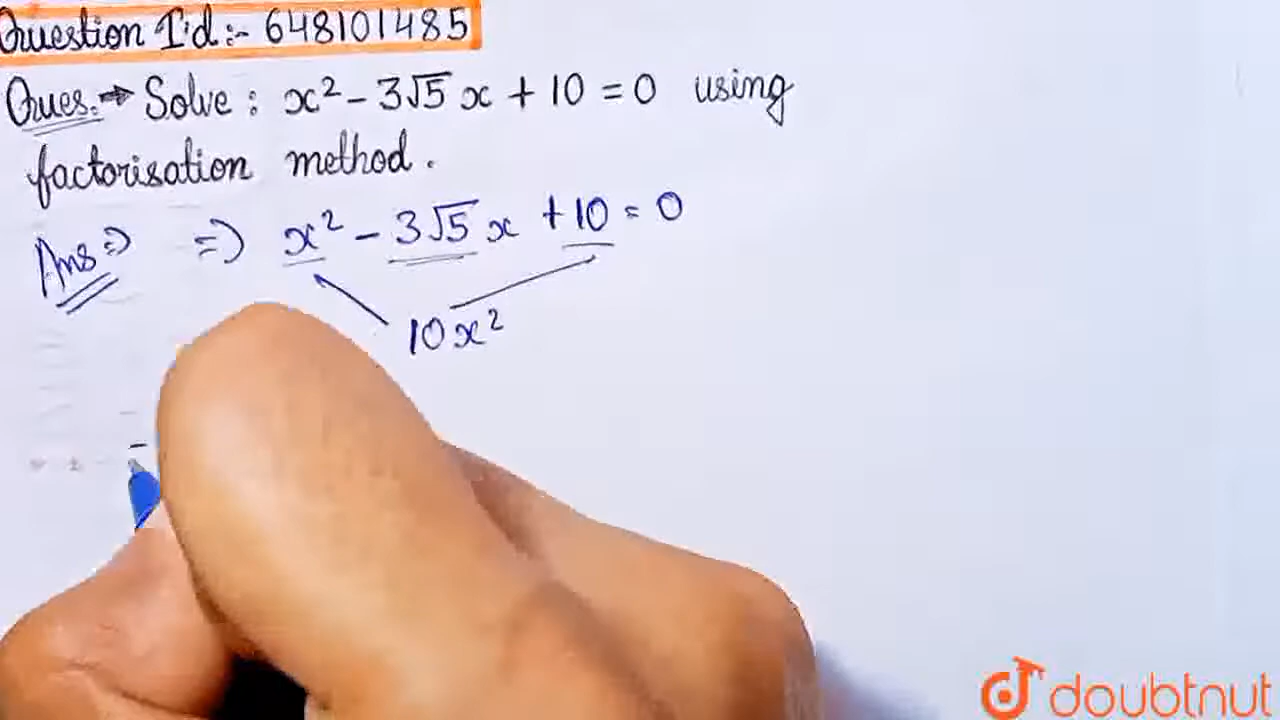 Question I'd:- 648101485
Ques.→ Solve : x² - 3√5 x + 10 = 0 using
factorisation method.
Ans⇒ ⇒) x² - 3√5 x + 10 = 0
10x²
-
doubtnut